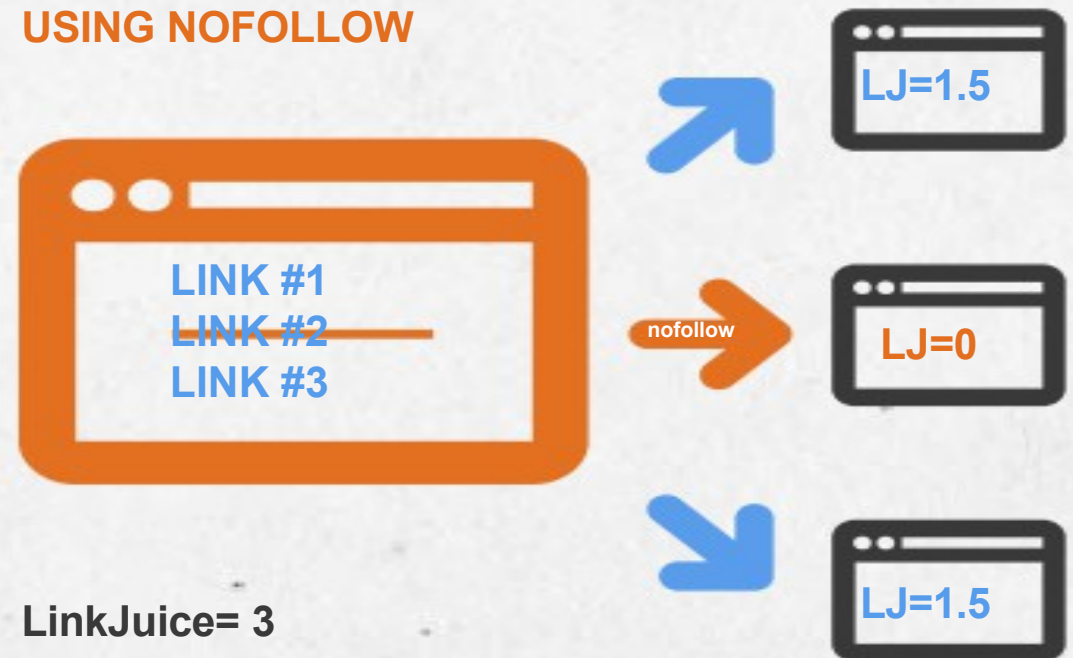 USING NOFOLLOW
LJ=1.5
LINK #1
LINK #2
LINK #3
nofollow
LJ=0
LJ=1.5
LinkJuice= 3